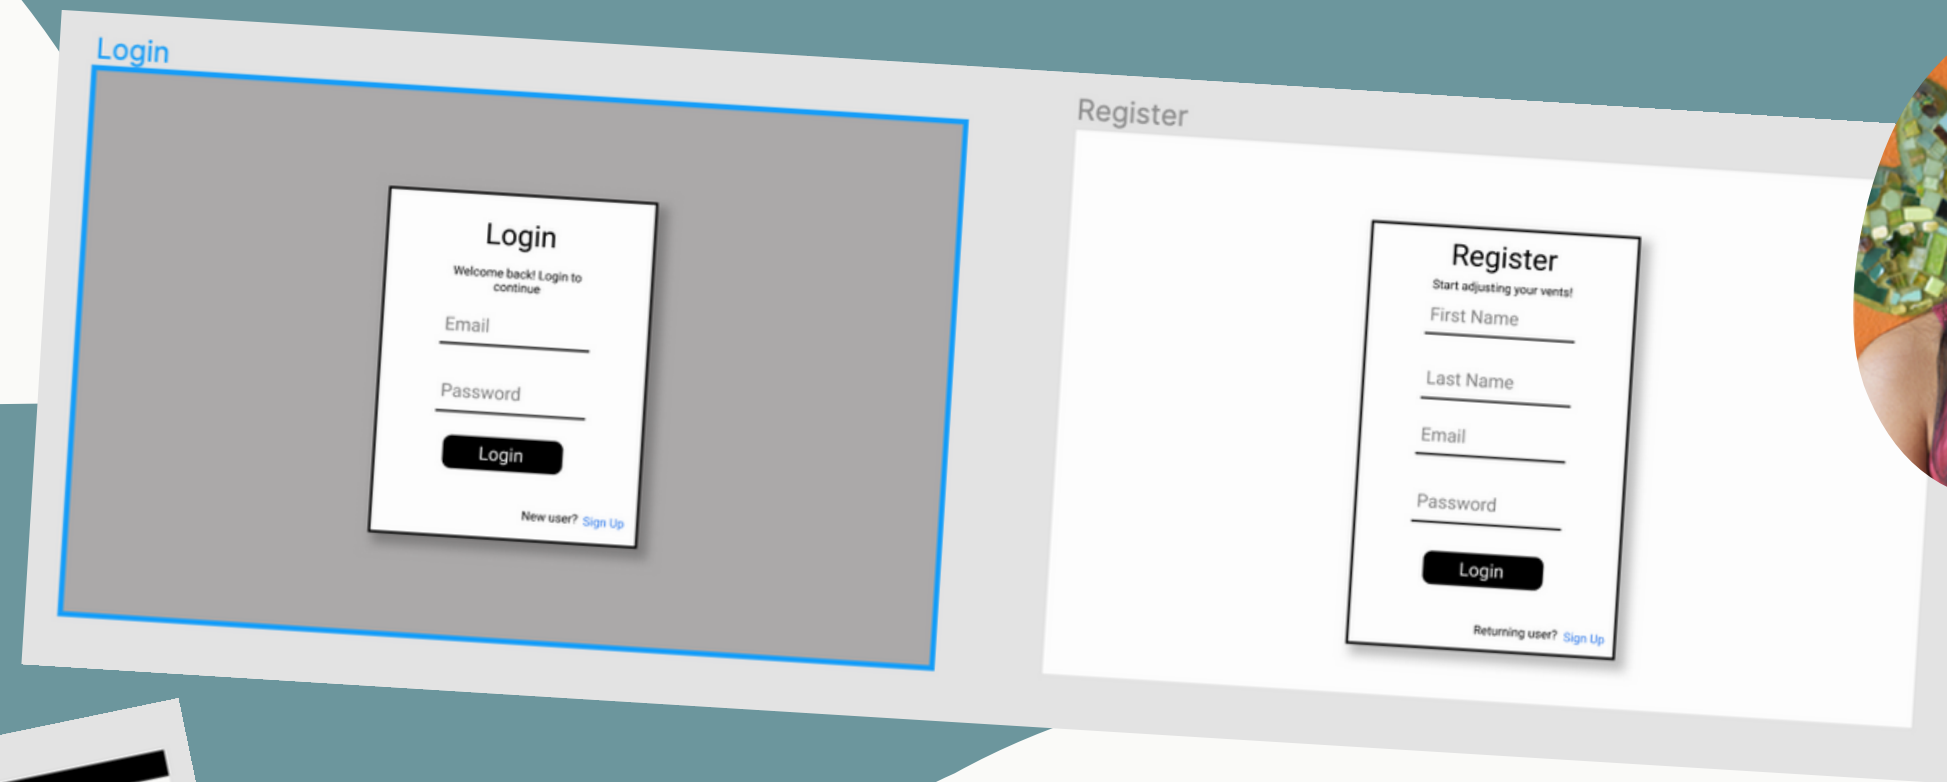 Login
Login
Welcome back! Login to
continue
Email
Password
Login
New user? Sign Up
Register
Register
Start adjusting your vents!
First Name
Last Name
Email
Password
Login
Returning user? Sign Up